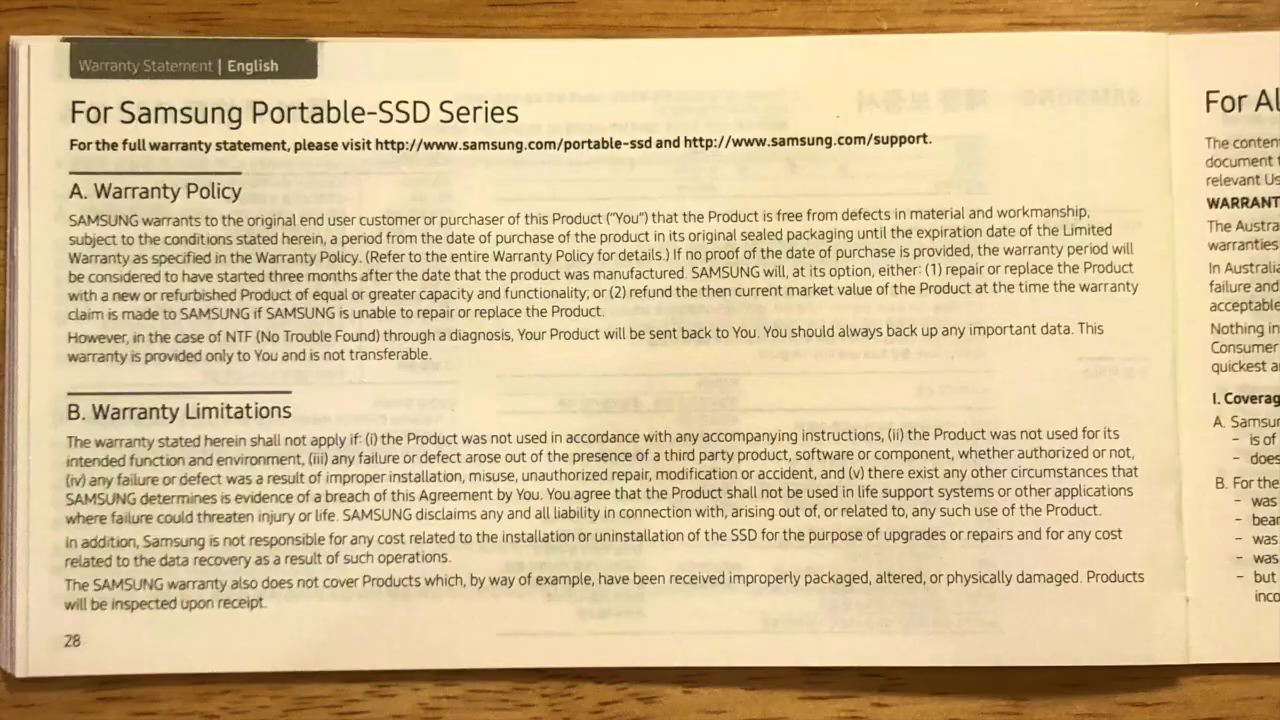 Warranty Statement | English
For Samsung Portable-SSD Series
For the full warranty statement, please visit http://www.samsung.com/portable-ssd and http://www.samsung.com/support.
A. Warranty Policy
SAMSUNG warrants to the original end user customer or purchaser of this Product ("You") that the Product is free from defects in material and workmanship,
subject to the conditions stated herein, a period from the date of purchase of the product in its original sealed packaging until the expiration date of the Limited
Warranty as specified in the Warranty Policy. (Refer to the entire Warranty Policy for details.) If no proof of the date of purchase is provided, the warranty period will
be considered to have started three months after the date that the product was manufactured. SAMSUNG will, at its option, either: (1) repair or replace the Product
with a new or refurbished Product of equal or greater capacity and functionality; or (2) refund the then current market value of the Product at the time the warranty
claim is made to SAMSUNG if SAMSUNG is unable to repair or replace the Product.
However, in the case of NTF (No Trouble Found) through a diagnosis, Your Product will be sent back to You. You should always back up any important data. This
warranty is provided only to You and is not transferable.
B. Warranty Limitations
The warranty stated herein shall not apply if: (i) the Product was not used in accordance with any accompanying instructions, (ii) the Product was not used for its
intended function and environment, (iii) any failure or defect arose out of the presence of a third party product, software or component, whether authorized or not,
(iv) any failure or defect was a result of improper installation, misuse, unauthorized repair, modification or accident, and (v) there exist any other circumstances that
SAMSUNG determines is evidence of a breach of this Agreement by You. You agree that the Product shall not be used in life support systems or other applications
where failure could threaten injury or life. SAMSUNG disclaims any and all liability in connection with, arising out of, or related to, any such use of the Product.
In addition, Samsung is not responsible for any cost related to the installation or uninstallation of the SSD for the purpose of upgrades or repairs and for any cost
related to the data recovery as a result of such operations.
The SAMSUNG warranty also does not cover Products which, by way of example, have been received improperly packaged, altered, or physically damaged. Products
will be inspected upon receipt.
28
For Al
The conten
document t
relevant Us
WARRANT
The Austra
warranties
In Australia
failure and
acceptable
Nothing in
Consumer
quickest a
I. Coverag
A. Samsu
- is of
- does
B. For the
- was
- bear
- was
- was
- but
inco